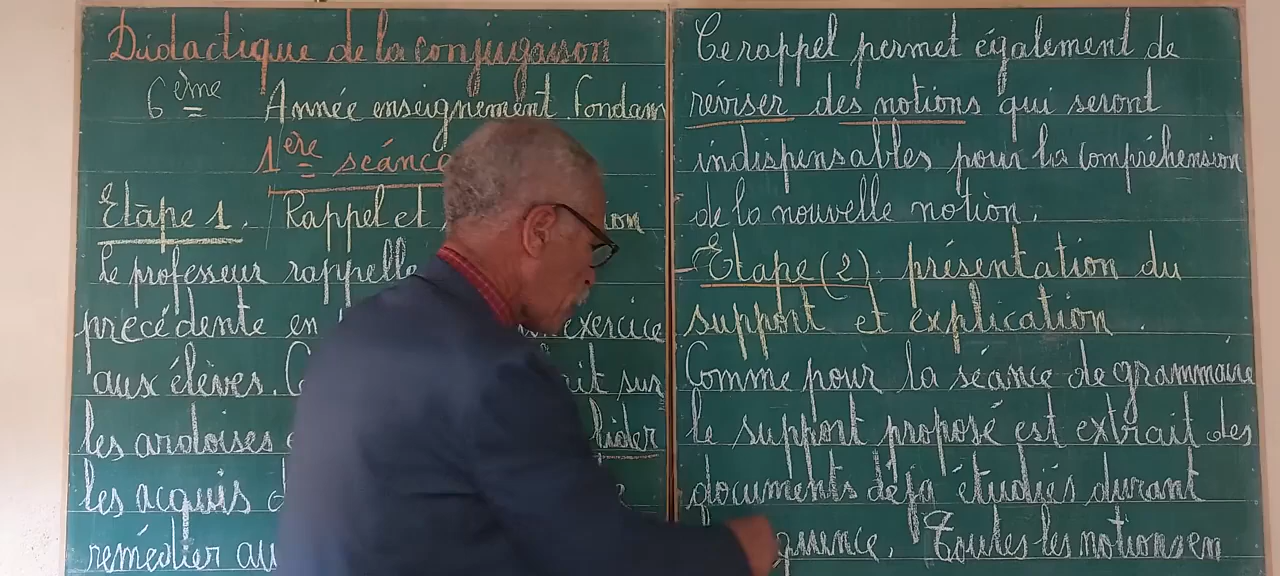 Didactique de la conjugaison
6ème Année enseignement Fondam
1ère séance
Etape 1. Rappel et
Le professeur rappelle
précédente en exercice
aux élèves. sur
les ardoises
les acquis
remédier au
Ce rappel permet également de
réviser des notions qui seront
indispensables pour la compréhension
de la nouvelle notion.
Etape (2) présentation du
support et explication.
Comme pour la séance de grammaire
le support proposé est extrait des
documents déjà étudiés durant
Toutes les notions en